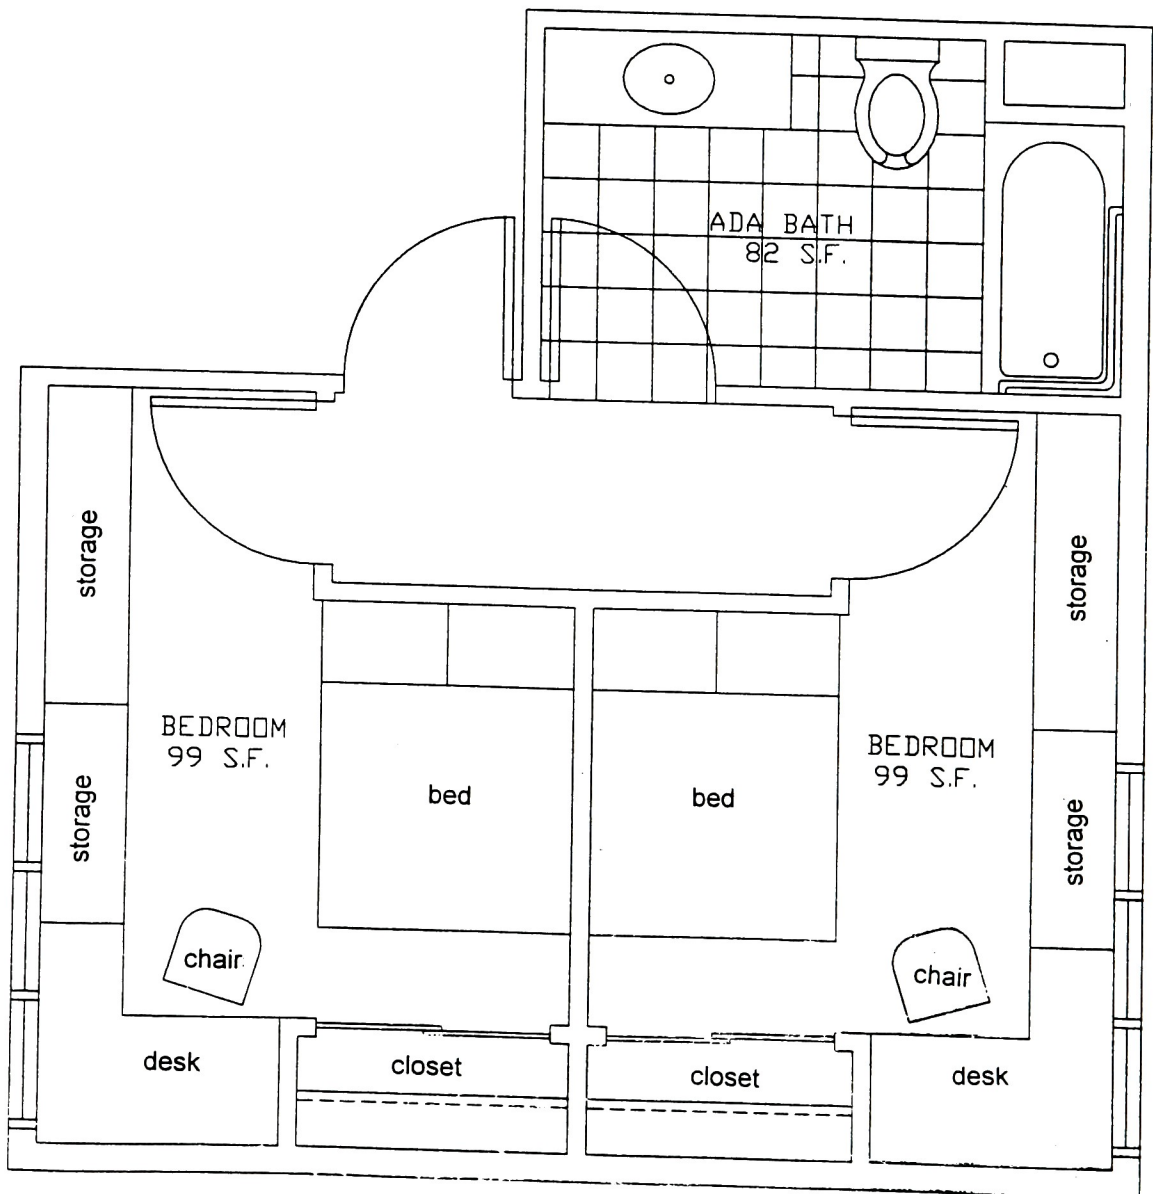 ADA BATH
82 S.F.
storage
storage
BEDROOM
99 S.F.
BEDROOM
99 S.F.
bed
bed
storage
storage
chair
chair
desk
closet
closet
desk